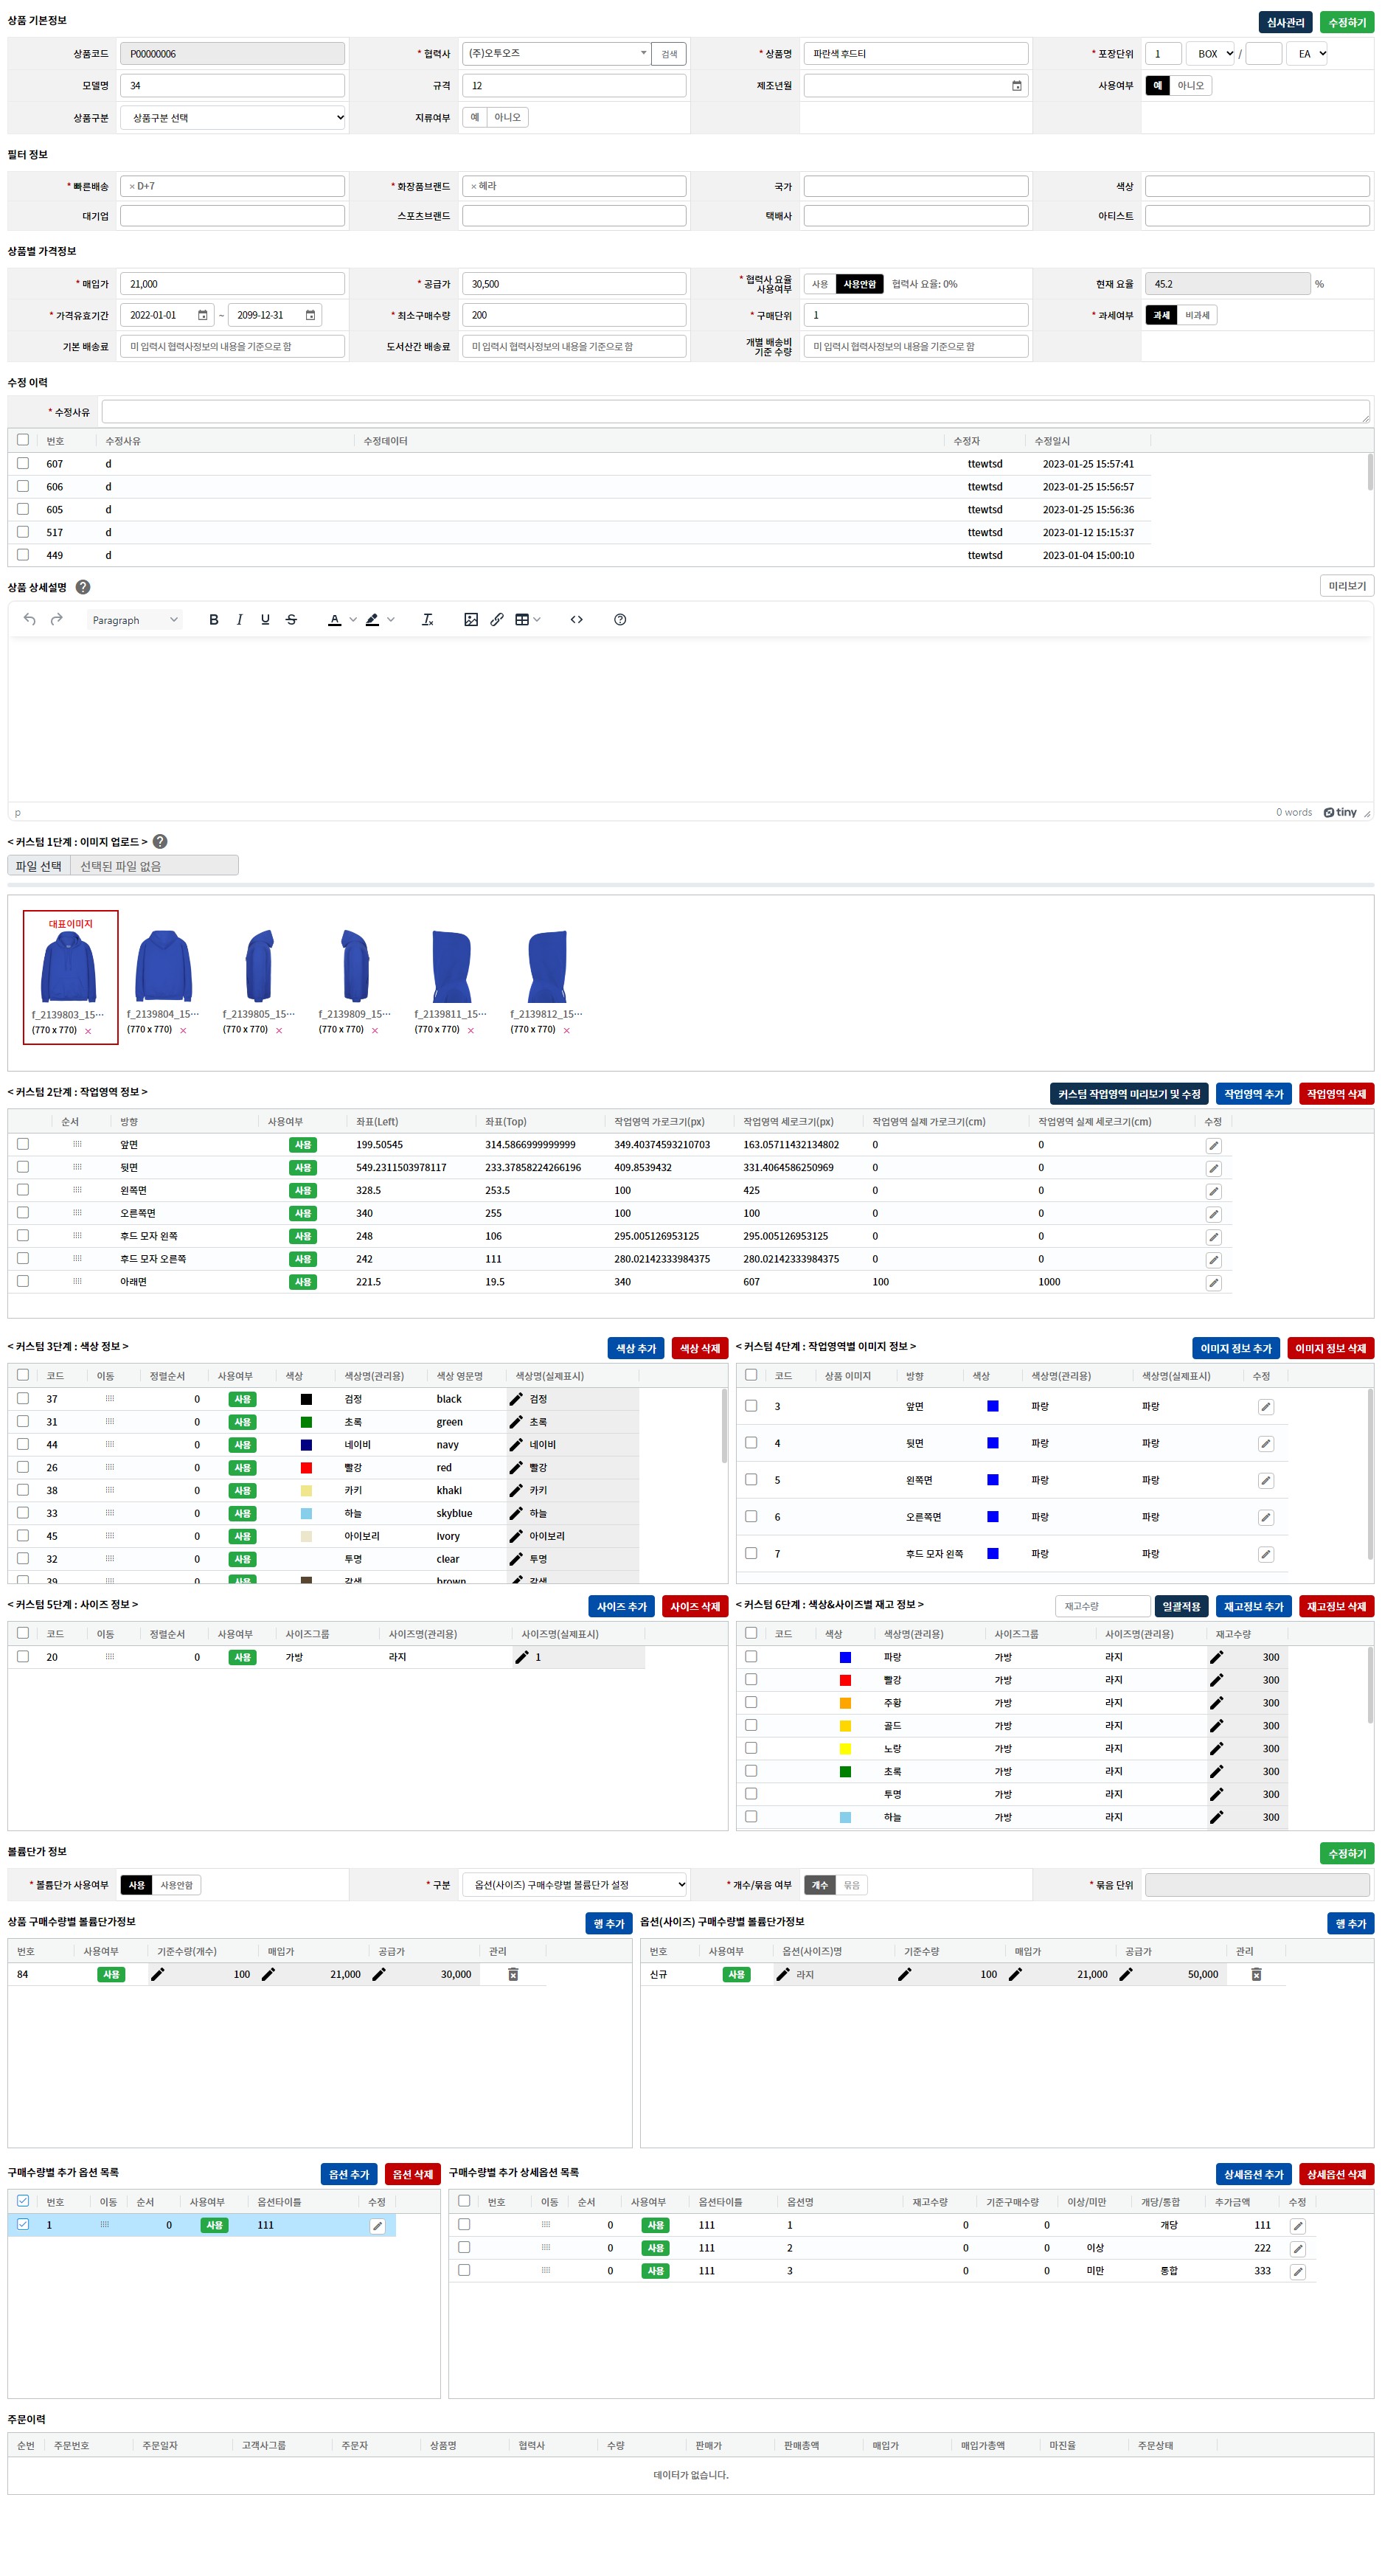 상품 기본정보 심사관리 수정하기
상품코드 P00000006 * 협력사 (주)오투오즈 검색 * 상품명 파란색 후드티 * 포장단위 1 BOX / EA
모델명 34 규격 12 제조년월 사용여부 예 아니오
상품구분 상품구분 선택 지류여부 예 아니오
필터 정보
* 빠른배송 × D+7 * 화장품브랜드 × 헤라 국가 색상
대기업 스포츠브랜드 택배사 아티스트
상품별 가격정보
* 매입가 21,000 * 공급가 30,500 * 협력사 요율 사용여부 사용 사용안함 협력사 요율: 0% 현재 요율 45.2 %
* 가격유효기간 2022-01-01 ~ 2099-12-31 * 최소구매수량 200 * 구매단위 1 * 과세여부 과세 비과세
기본 배송료 미 입력시 협력사정보의 내용을 기준으로 함 도서산간 배송료 미 입력시 협력사정보의 내용을 기준으로 함 개별 배송비 기준 수량 미 입력시 협력사정보의 내용을 기준으로 함
수정 이력
* 수정사유
번호 수정사유 수정데이터 수정자 수정일시
607 d ttewtsd 2023-01-25 15:57:41
606 d ttewtsd 2023-01-25 15:56:57
605 d ttewtsd 2023-01-25 15:56:36
517 d ttewtsd 2023-01-12 15:15:37
449 d ttewtsd 2023-01-04 15:00:10
상품 상세설명 ? 미리보기
Paragraph B I U S A
p 0 words tiny
< 커스텀 1단계 : 이미지 업로드 > ?
파일 선택 선택된 파일 없음
대표이미지
f_2139803_15··· f_2139804_15··· f_2139805_15··· f_2139809_15··· f_2139811_15··· f_2139812_15···
(770 x 770) × (770 x 770) × (770 x 770) × (770 x 770) × (770 x 770) × (770 x 770) ×
< 커스텀 2단계 : 작업영역 정보 > 커스텀 작업영역 미리보기 및 수정 작업영역 추가 작업영역 삭제
순서 방향 사용여부 좌표(Left) 좌표(Top) 작업영역 가로크기(px) 작업영역 세로크기(px) 작업영역 실제 가로크기(cm) 작업영역 실제 세로크기(cm) 수정
앞면 사용 199.50545 314.5866999999999 349.40374593210703 163.05711432134802 0 0
뒷면 사용 549.2311503978117 233.37858224266196 409.8539432 331.4064586250969 0 0
왼쪽면 사용 328.5 253.5 100 425 0 0
오른쪽면 사용 340 255 100 100 0 0
후드 모자 왼쪽 사용 248 106 295.005126953125 295.005126953125 0 0
후드 모자 오른쪽 사용 242 111 280.02142333984375 280.02142333984375 0 0
아래면 사용 221.5 19.5 340 607 100 1000
< 커스텀 3단계 : 색상 정보 > 색상 추가 색상 삭제
코드 이동 정렬순서 사용여부 색상 색상명(관리용) 색상 영문명 색상명(실제표시)
37 0 사용 검정 black 검정
31 0 사용 초록 green 초록
44 0 사용 네이비 navy 네이비
26 0 사용 빨강 red 빨강
38 0 사용 카키 khaki 카키
33 0 사용 하늘 skyblue 하늘
45 0 사용 아이보리 ivory 아이보리
32 0 사용 투명 clear 투명
39 0 사용 갈색 brown 갈색
< 커스텀 4단계 : 작업영역별 이미지 정보 > 이미지 정보 추가 이미지 정보 삭제
코드 상품 이미지 방향 색상 색상명(관리용) 색상명(실제표시) 수정
3 앞면 파랑 파랑
4 뒷면 파랑 파랑
5 왼쪽면 파랑 파랑
6 오른쪽면 파랑 파랑
7 후드 모자 왼쪽 파랑 파랑
< 커스텀 5단계 : 사이즈 정보 > 사이즈 추가 사이즈 삭제
코드 이동 정렬순서 사용여부 사이즈그룹 사이즈명(관리용) 사이즈명(실제표시)
20 0 사용 가방 라지 1
< 커스텀 6단계 : 색상&사이즈별 재고 정보 > 재고수량 일괄적용 재고정보 추가 재고정보 삭제
코드 색상 색상명(관리용) 사이즈그룹 사이즈명(관리용) 재고수량
파랑 가방 라지 300
빨강 가방 라지 300
주황 가방 라지 300
골드 가방 라지 300
노랑 가방 라지 300
초록 가방 라지 300
투명 가방 라지 300
하늘 가방 라지 300
볼륨단가 정보 수정하기
* 볼륨단가 사용여부 사용 사용안함 * 구분 옵션(사이즈) 구매수량별 볼륨단가 설정 * 개수/묶음 여부 개수 묶음 * 묶음 단위
상품 구매수량별 볼륨단가정보 행 추가
번호 사용여부 기준수량(개수) 매입가 공급가 관리
84 사용 100 21,000 30,000
옵션(사이즈) 구매수량별 볼륨단가정보 행 추가
번호 사용여부 옵션(사이즈)명 기준수량 매입가 공급가 관리
신규 사용 라지 100 21,000 50,000
구매수량별 추가 옵션 목록 옵션 추가 옵션 삭제
번호 이동 순서 사용여부 옵션타이틀 수정
1 0 사용 111
구매수량별 추가 상세옵션 목록 상세옵션 추가 상세옵션 삭제
번호 이동 순서 사용여부 옵션타이틀 옵션명 재고수량 기준구매수량 이상/미만 개당/통합 추가금액 수정
0 사용 111 1 0 0 개당 111
0 사용 111 2 0 0 이상 222
0 사용 111 3 0 0 미만 통합 333
주문이력
순번 주문번호 주문일자 고객사그룹 주문자 상품명 협력사 수량 판매가 판매총액 매입가 매입가총액 마진율 주문상태
데이터가 없습니다.